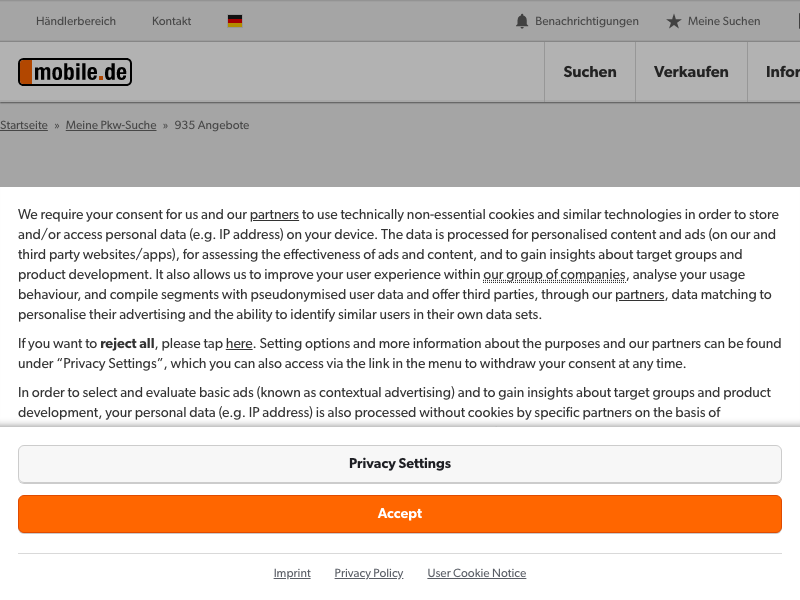 Händlerbereich Kontakt Benachrichtigungen Meine Suchen
mobile.de Suchen Verkaufen Infor
Startseite » Meine Pkw-Suche » 935 Angebote
We require your consent for us and our partners to use technically non-essential cookies and similar technologies in order to store
and/or access personal data (e.g. IP address) on your device. The data is processed for personalised content and ads (on our and
third party websites/apps), for assessing the effectiveness of ads and content, and to gain insights about target groups and
product development. It also allows us to improve your user experience within our group of companies, analyse your usage
behaviour, and compile segments with pseudonymised user data and offer third parties, through our partners, data matching to
personalise their advertising and the ability to identify similar users in their own data sets.
If you want to reject all, please tap here. Setting options and more information about the purposes and our partners can be found
under “Privacy Settings”, which you can also access via the link in the menu to withdraw your consent at any time.
In order to select and evaluate basic ads (known as contextual advertising) and to gain insights about target groups and product
development, your personal data (e.g. IP address) is also processed without cookies by specific partners on the basis of
Privacy Settings
Accept
Imprint Privacy Policy User Cookie Notice